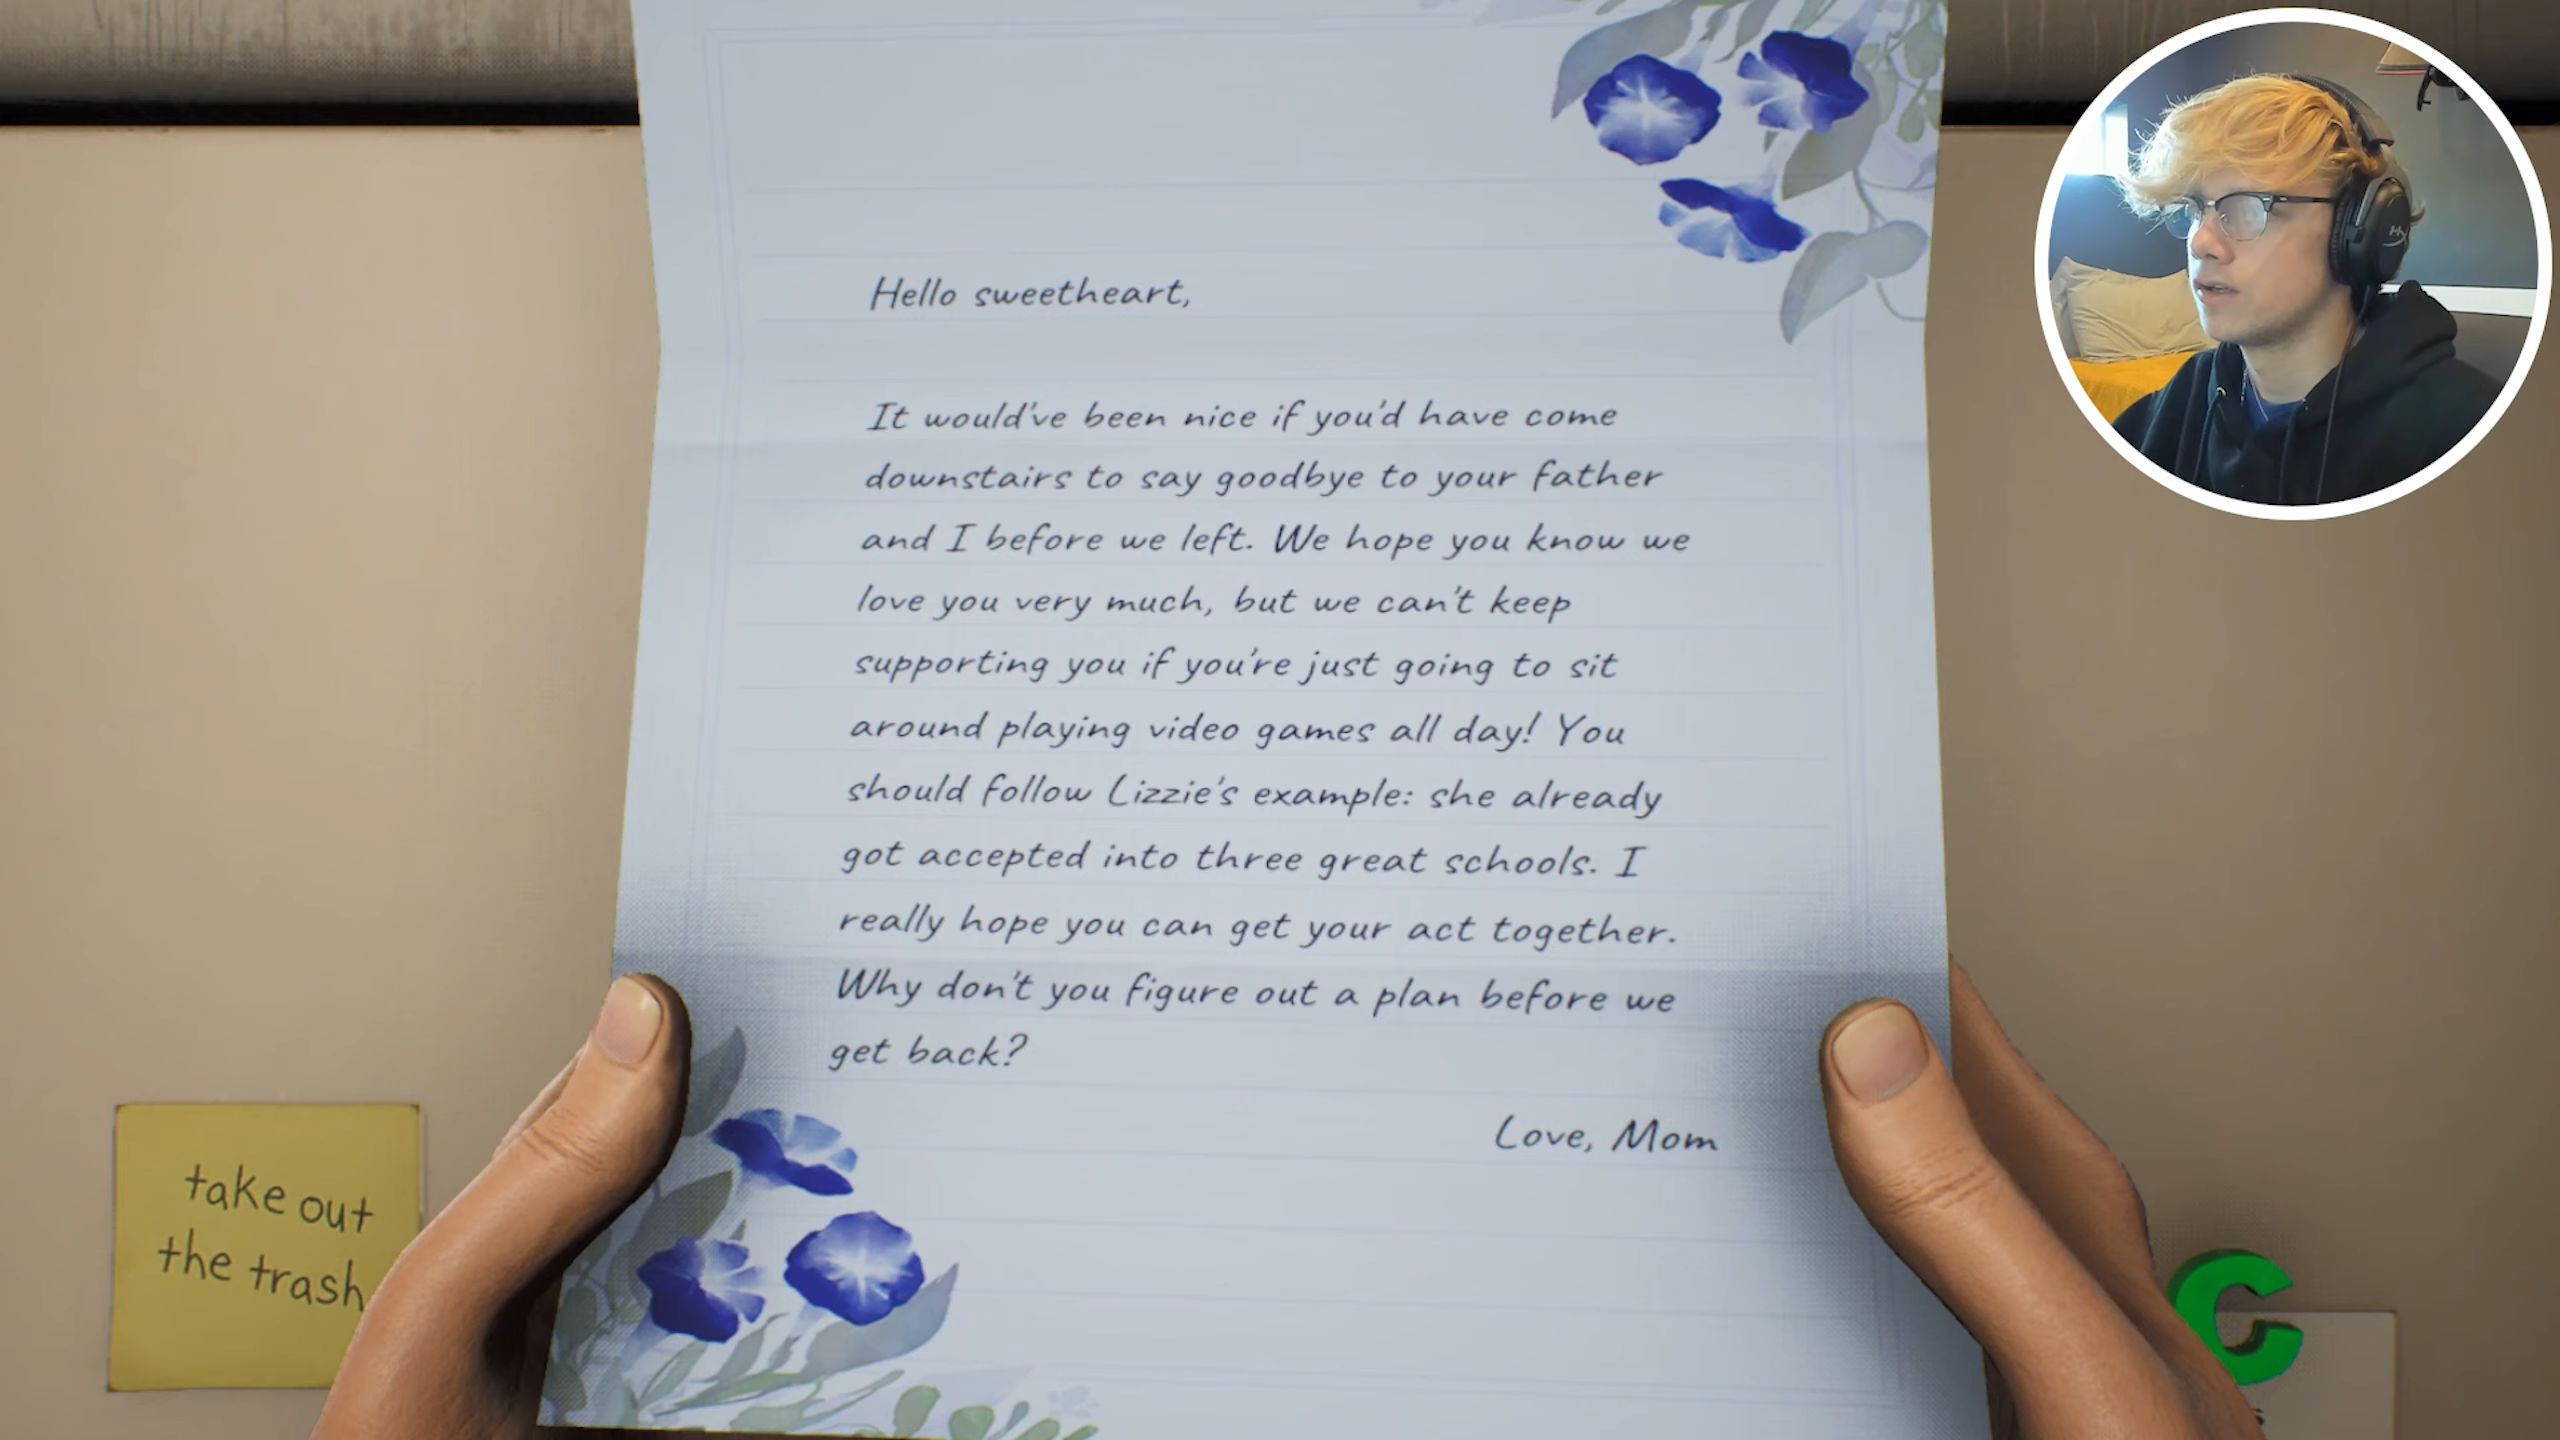 Hello sweetheart,
It would've been nice if you'd have come
downstairs to say goodbye to your father
and I before we left. We hope you know we
love you very much, but we can't keep
supporting you if you're just going to sit
around playing video games all day! You
should follow Lizzie's example: she already
got accepted into three great schools. I
really hope you can get your act together.
Why don't you figure out a plan before we
get back?
Love, Mom
take out
the trash
C